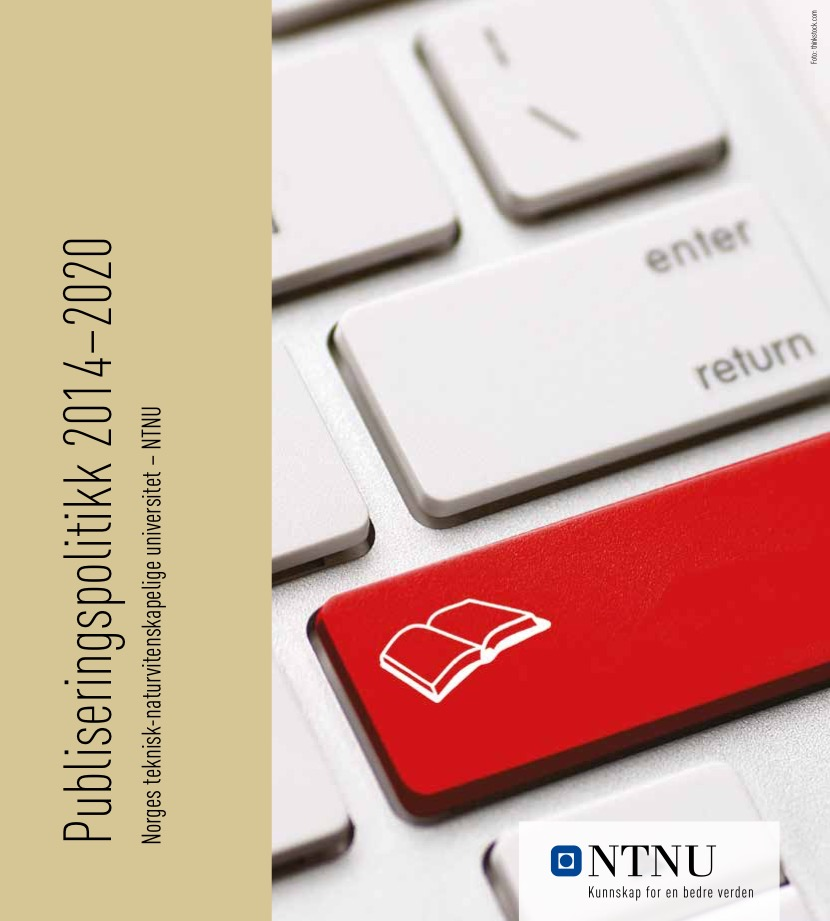 Publiseringspolitikk 2014–2020
Norges teknisk-naturvitenskapelige universitet – NTNU
Foto: thinkstock.com
enter
return
NTNU
Kunnskap for en bedre verden